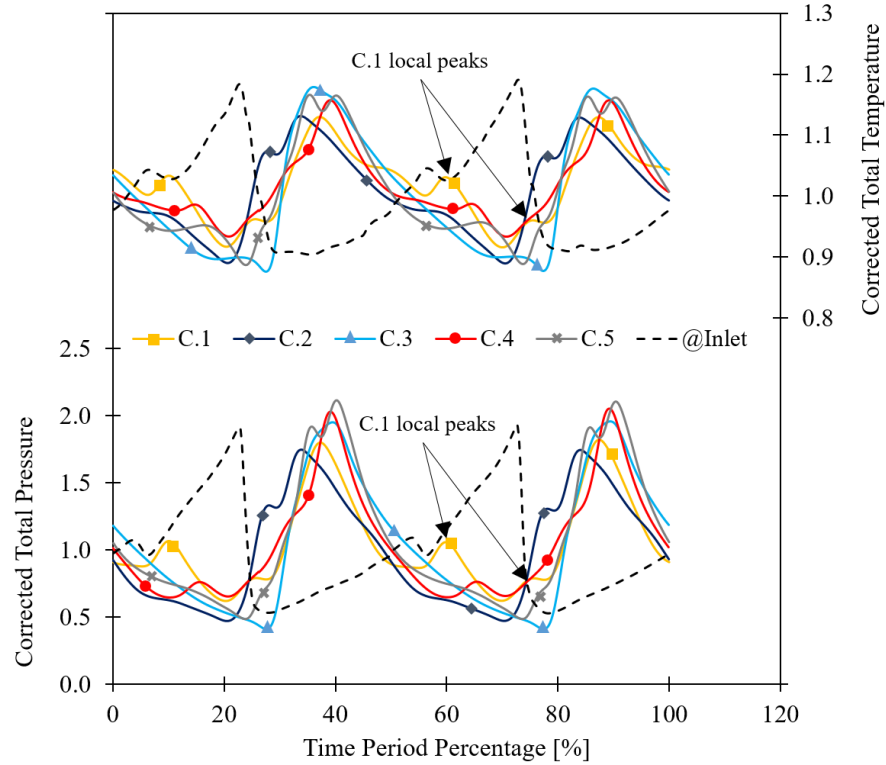 1.3
1.2
1.1
1.0
0.9
0.8
Corrected Total Temperature
C.1 local peaks
C.1 C.2 C.3 C.4 C.5 @Inlet
2.5
2.0
1.5
1.0
0.5
0.0
Corrected Total Pressure
C.1 local peaks
0 20 40 60 80 100 120
Time Period Percentage [%]